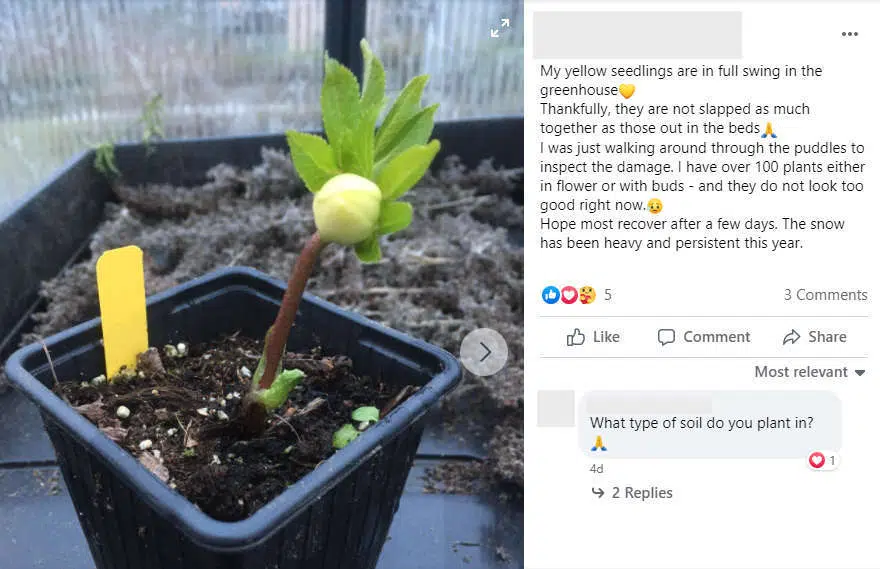 My yellow seedlings are in full swing in the
greenhouse💛
Thankfully, they are not slapped as much
together as those out in the beds🙏
I was just walking around through the puddles to
inspect the damage. I have over 100 plants either
in flower or with buds - and they do not look too
good right now.😥
Hope most recover after a few days. The snow
has been heavy and persistent this year.
5
3 Comments
Like
Comment
Share
Most relevant
What type of soil do you plant in?
🙏
1
4d
2 Replies